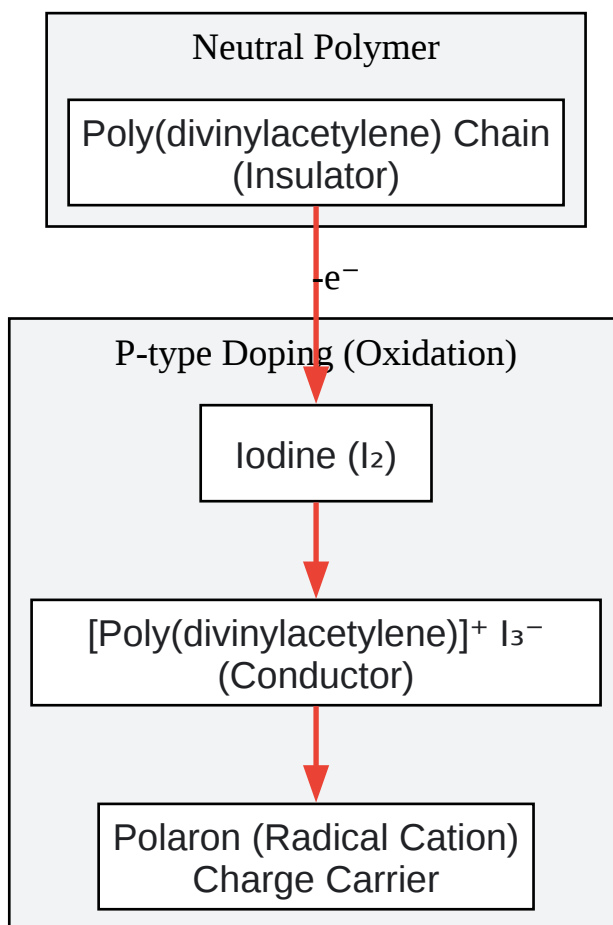 Neutral Polymer
Poly(divinylacetylene) Chain
(Insulator)
-e⁻
P-type Doping (Oxidation)
Iodine (I₂)
[Poly(divinylacetylene)]⁺ I₃⁻
(Conductor)
Polaron (Radical Cation)
Charge Carrier